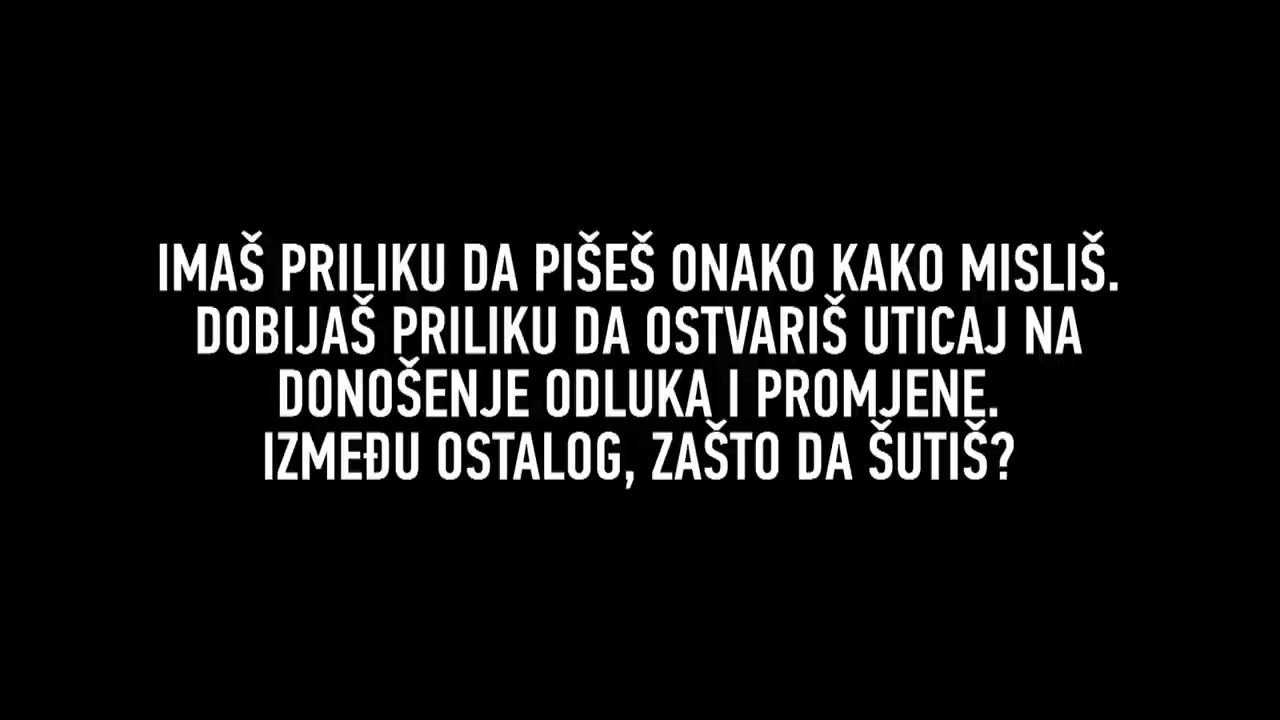 IMAŠ PRILIKU DA PIŠEŠ ONAKO KAKO MISLIŠ.
DOBIJAŠ PRILIKU DA OSTVARIŠ UTICAJ NA
DONOŠENJE ODLUKA I PROMJENE.
IZMEĐU OSTALOG, ZAŠTO DA ŠUTIŠ?